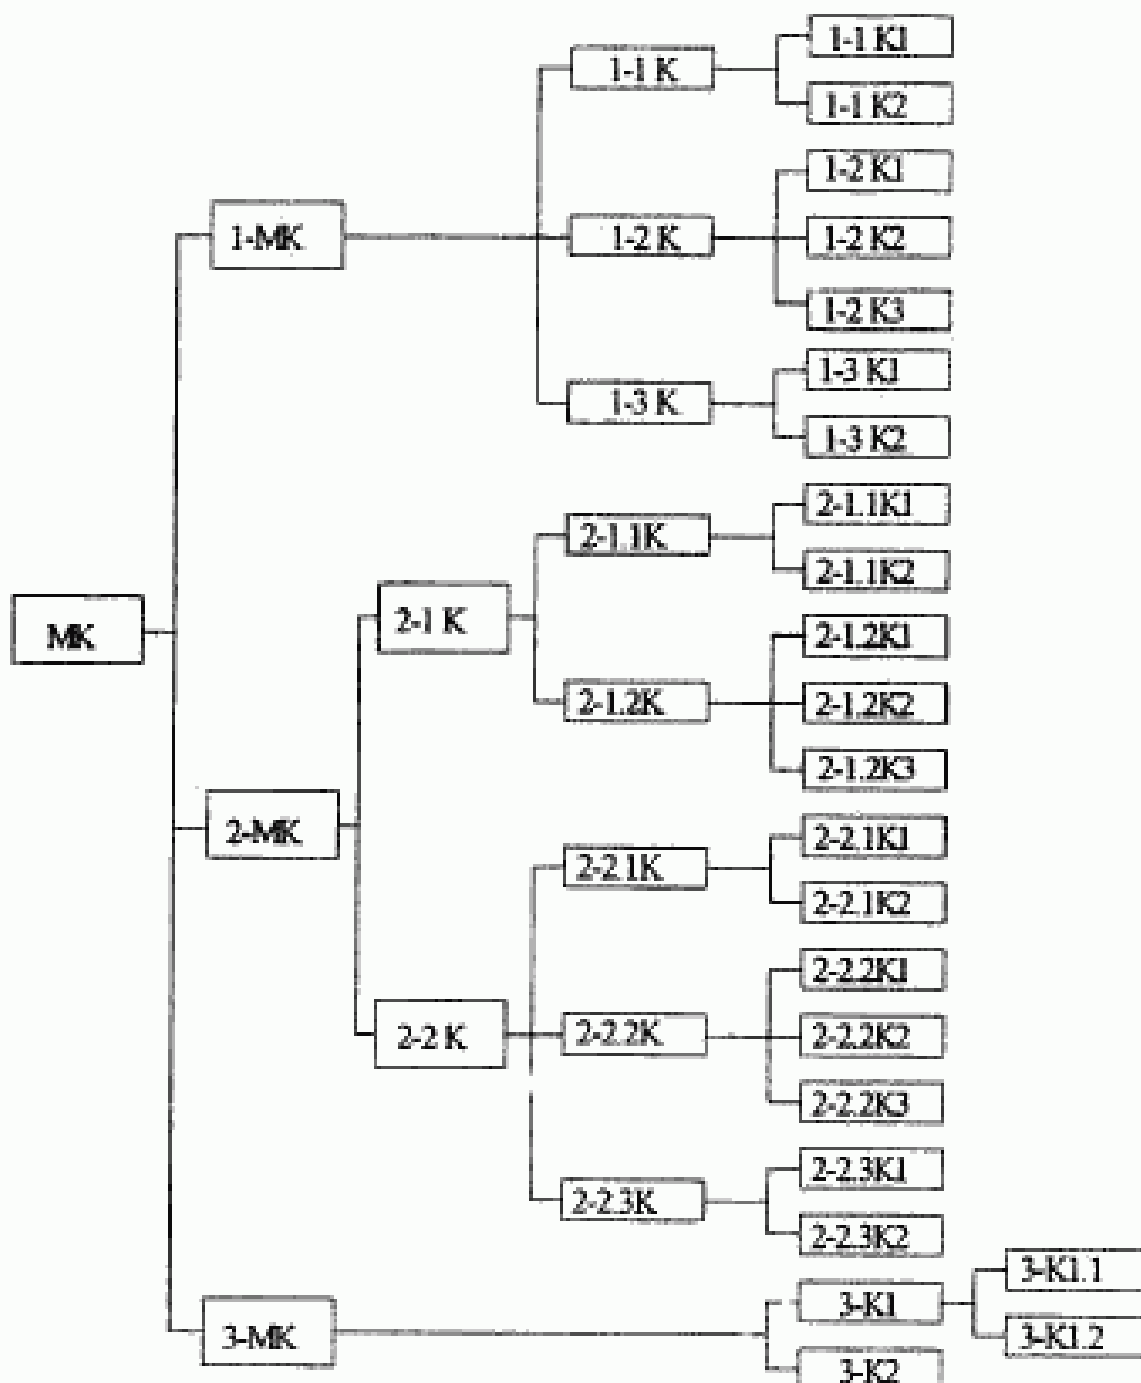 MK
1-MK
1-1 K
1-1 K1
1-1 K2
1-2 K
1-2 K1
1-2 K2
1-2 K3
1-3 K
1-3 K1
1-3 K2
2-MK
2-1 K
2-1.1K
2-1.1K1
2-1.1K2
2-1.2K
2-1.2K1
2-1.2K2
2-1.2K3
2-2 K
2-2.1K
2-2.1K1
2-2.1K2
2-2.2K
2-2.2K1
2-2.2K2
2-2.2K3
2-2.3K
2-2.3K1
2-2.3K2
3-MK
3-K1
3-K1.1
3-K1.2
3-K2